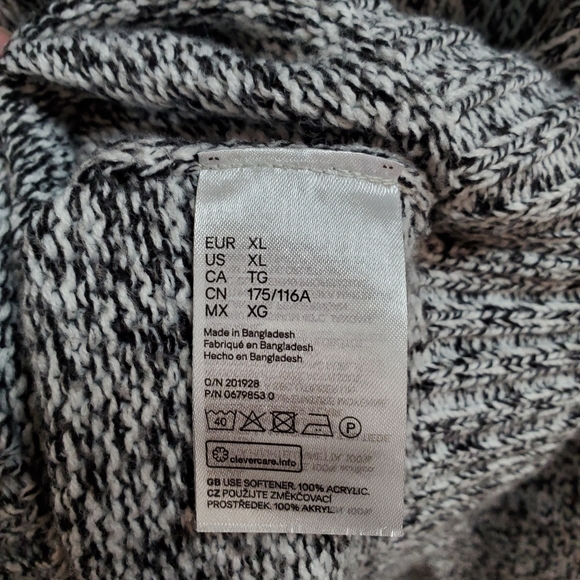 EUR XL
US XL
CA TG
CN 175/116A
MX XG
Made in Bangladesh
Fabriqué en Bangladesh
Hecho en Bangladesh
O/N 201928
P/N 0679853.0
40 P
clevercare.info
GB USE SOFTENER. 100% ACRYLIC.
CZ POUŽIJTE ZMĚKČOVACÍ
PROSTŘEDEK. 100% AKRYL